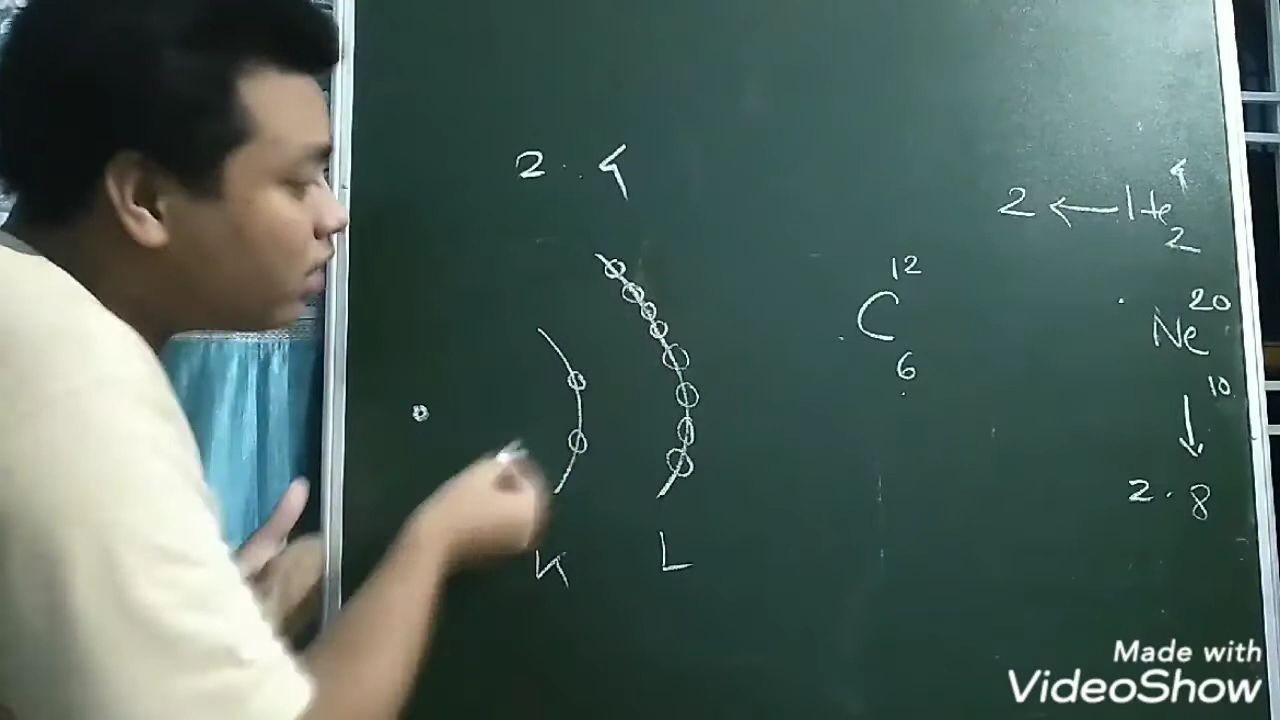 2 . 4
4
2 ← He
2
12
C
6
20
Ne
10
↓
2 . 8
K L
Made with
VideoShow